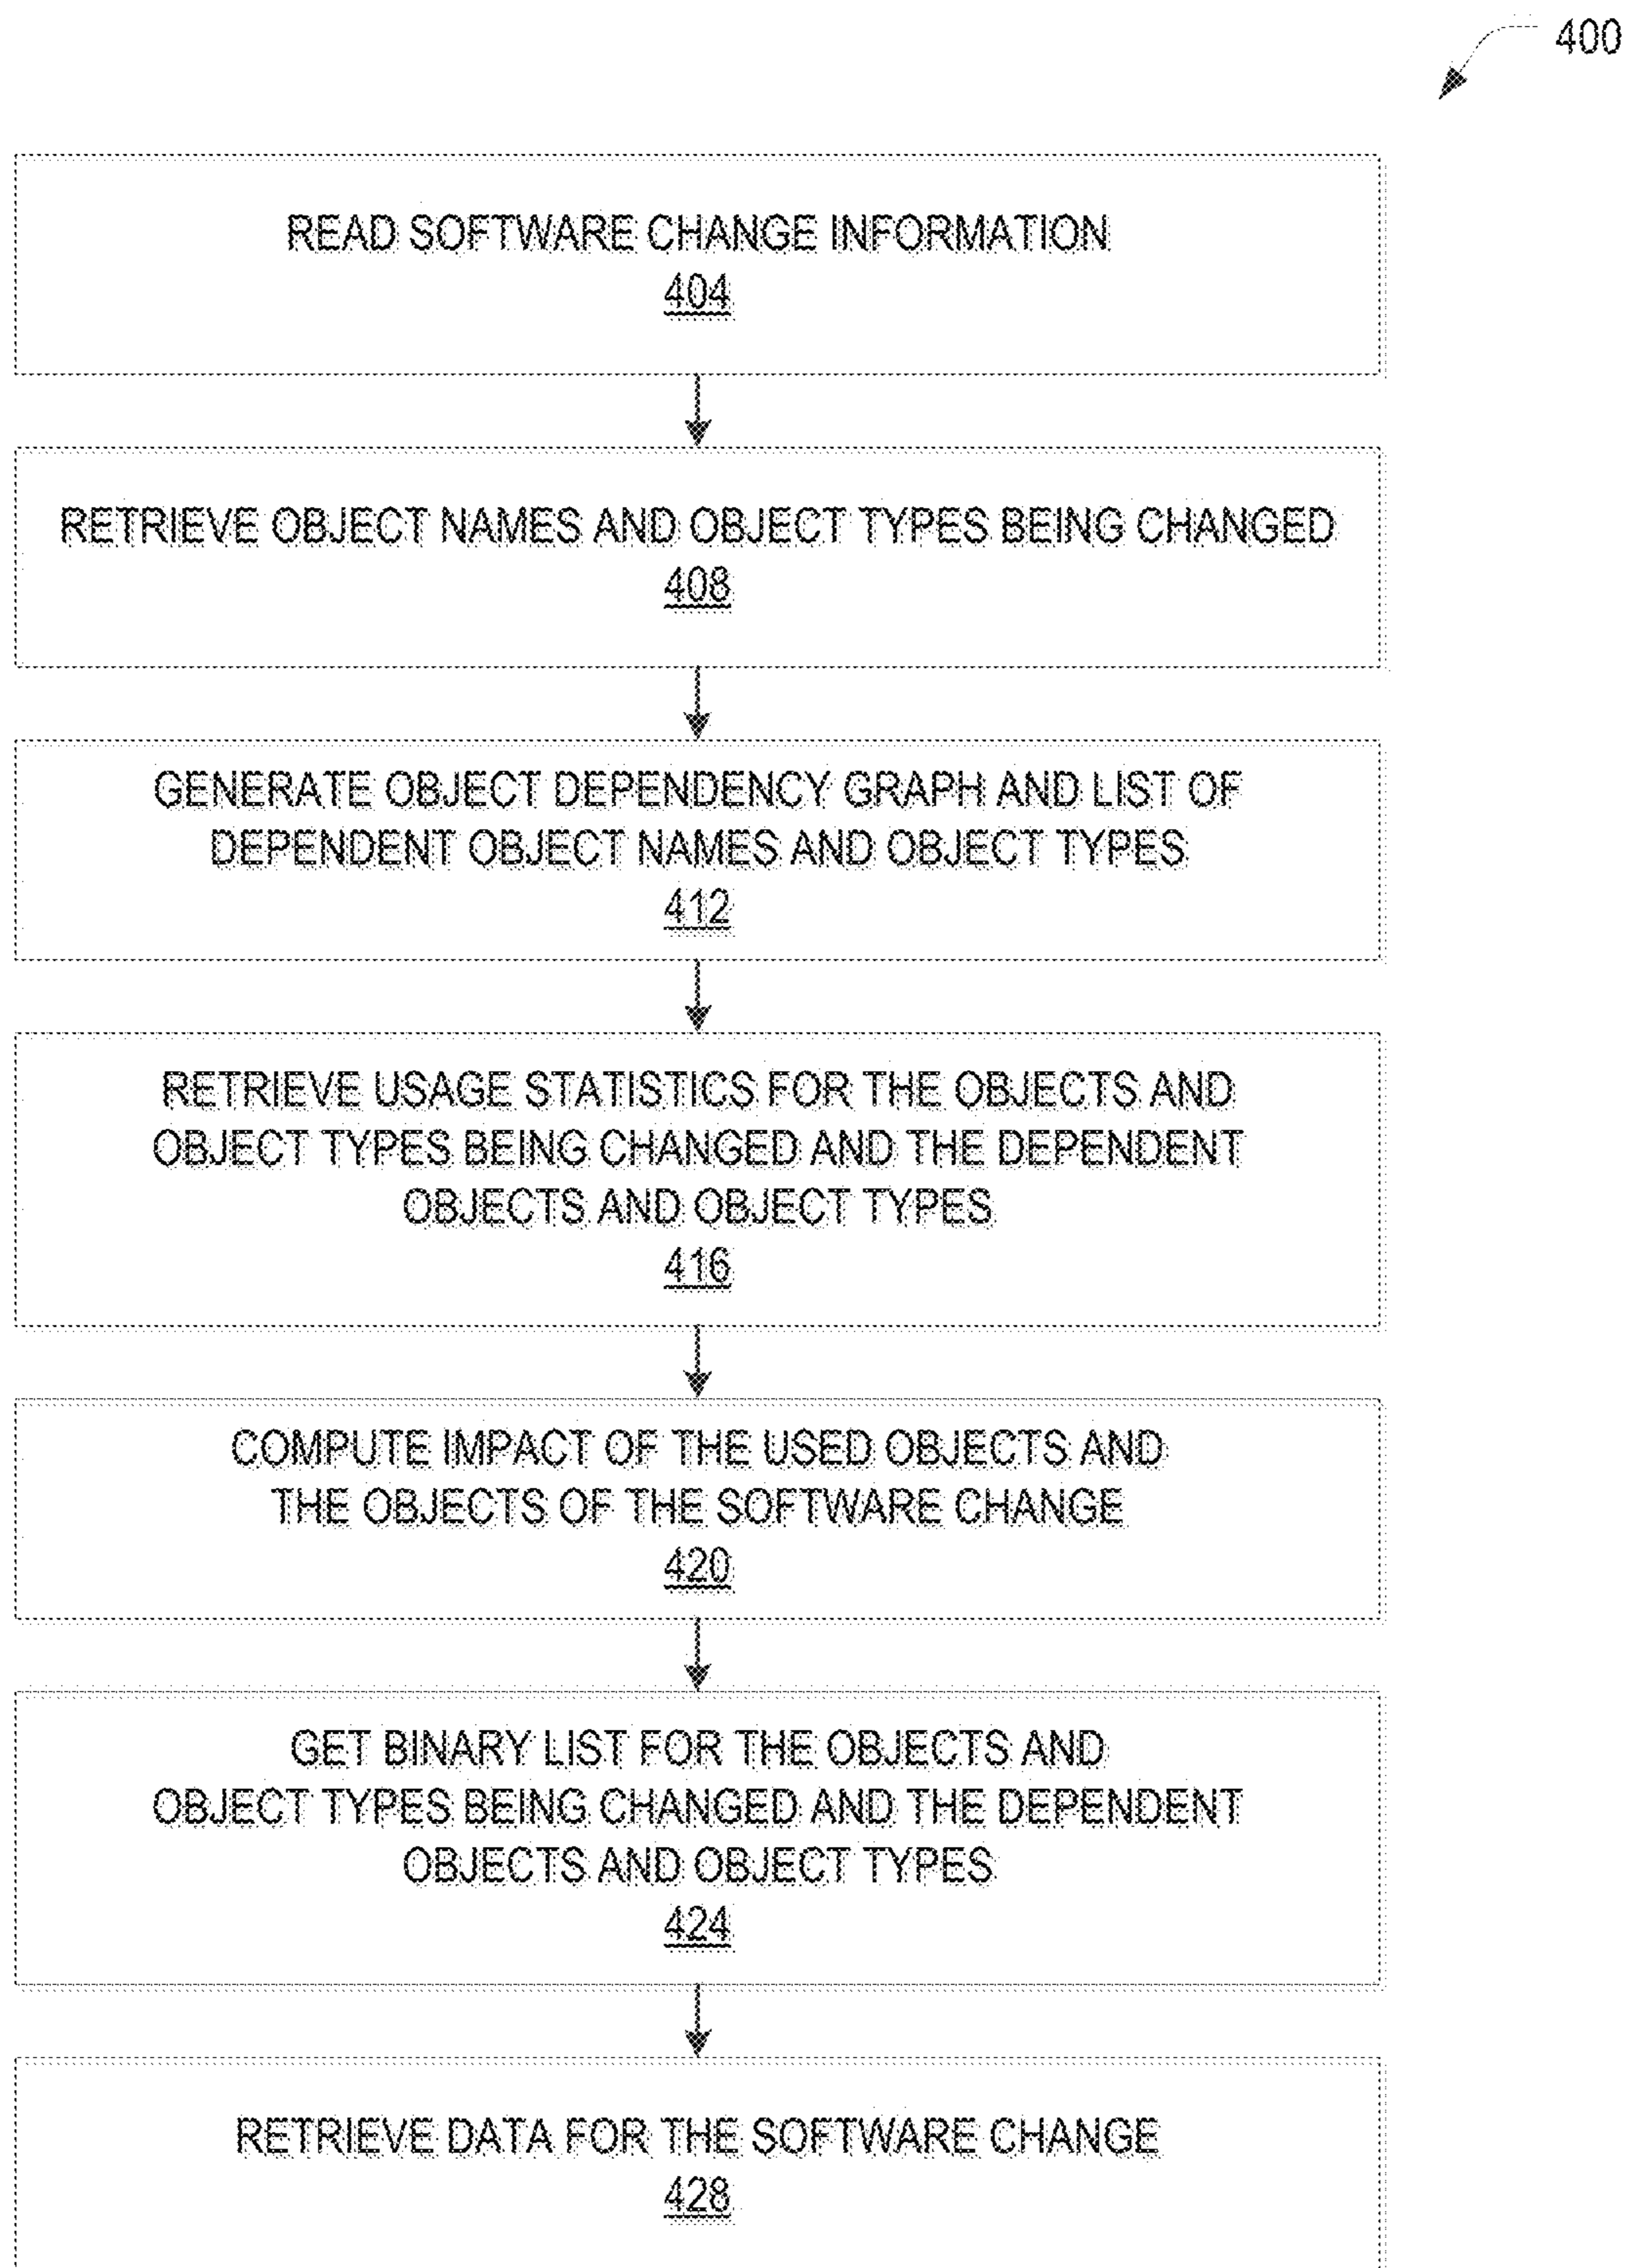 400
READ SOFTWARE CHANGE INFORMATION
404
RETRIEVE OBJECT NAMES AND OBJECT TYPES BEING CHANGED
408
GENERATE OBJECT DEPENDENCY GRAPH AND LIST OF
DEPENDENT OBJECT NAMES AND OBJECT TYPES
412
RETRIEVE USAGE STATISTICS FOR THE OBJECTS AND
OBJECT TYPES BEING CHANGED AND THE DEPENDENT
OBJECTS AND OBJECT TYPES
416
COMPUTE IMPACT OF THE USED OBJECTS AND
THE OBJECTS OF THE SOFTWARE CHANGE
420
GET BINARY LIST FOR THE OBJECTS AND
OBJECT TYPES BEING CHANGED AND THE DEPENDENT
OBJECTS AND OBJECT TYPES
424
RETRIEVE DATA FOR THE SOFTWARE CHANGE
428